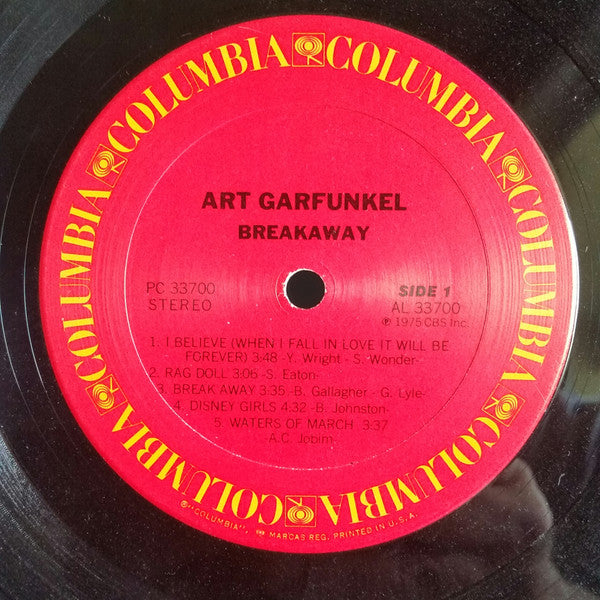 COLUMBIA COLUMBIA COLUMBIA COLUMBIA COLUMBIA COLUMBIA COLUMBIA COLUMBIA
ART GARFUNKEL
BREAKAWAY
PC 33700
STEREO
SIDE 1
AL 33700
℗ 1975 CBS Inc.
1. I BELIEVE (WHEN I FALL IN LOVE IT WILL BE
FOREVER) 3:48 -Y. Wright - S. Wonder-
2. RAG DOLL 3:06 -S. Eaton-
3. BREAK AWAY 3:35 -B. Gallagher - G. Lyle-
4. DISNEY GIRLS 4:32 -B. Johnston-
5. WATERS OF MARCH 3:37
A.C. Jobim
®"COLUMBIA", MARCAS REG. PRINTED IN U.S.A.